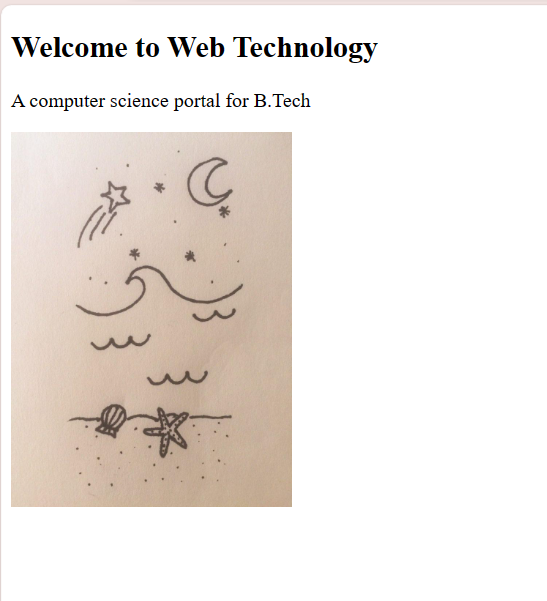 Welcome to Web Technology
A computer science portal for B.Tech